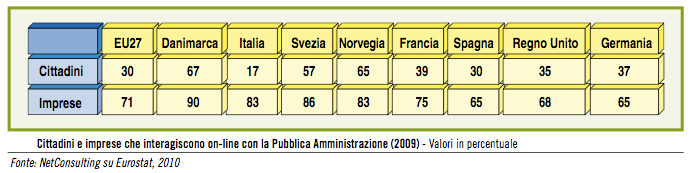 EU27 Danimarca Italia Svezia Norvegia Francia Spagna Regno Unito Germania
Cittadini 30 67 17 57 65 39 30 35 37
Imprese 71 90 83 86 83 75 65 68 65
Cittadini e imprese che interagiscono on-line con la Pubblica Amministrazione (2009) - Valori in percentuale
Fonte: NetConsulting su Eurostat, 2010